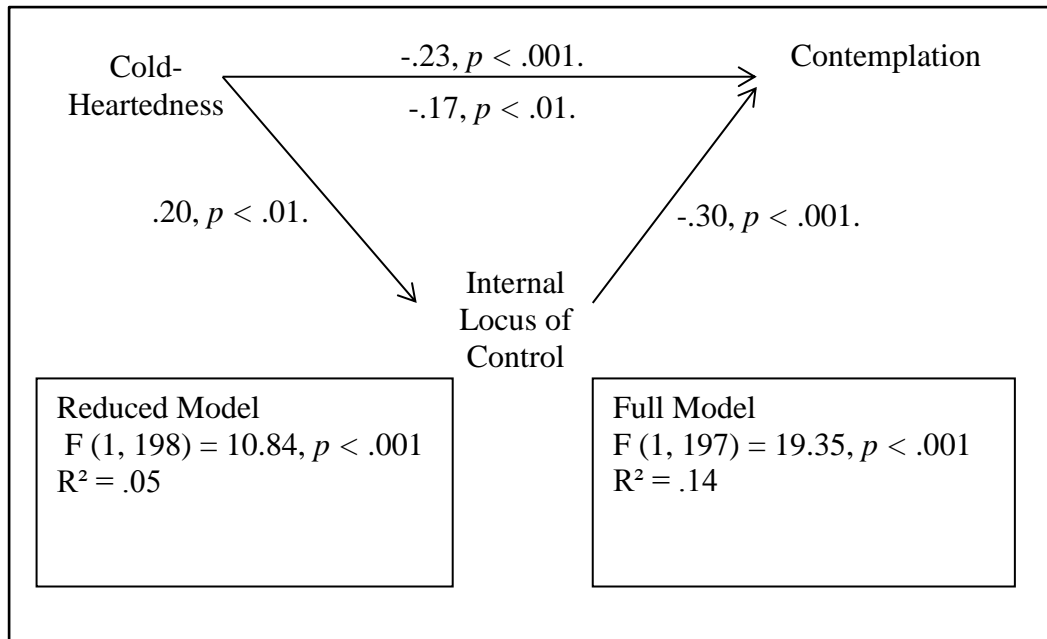 Cold-
Heartedness
-.23, p < .001.
-.17, p < .01.
Contemplation
.20, p < .01.
-.30, p < .001.
Internal
Locus of
Control
Reduced Model
F (1, 198) = 10.84, p < .001
R² = .05
Full Model
F (1, 197) = 19.35, p < .001
R² = .14